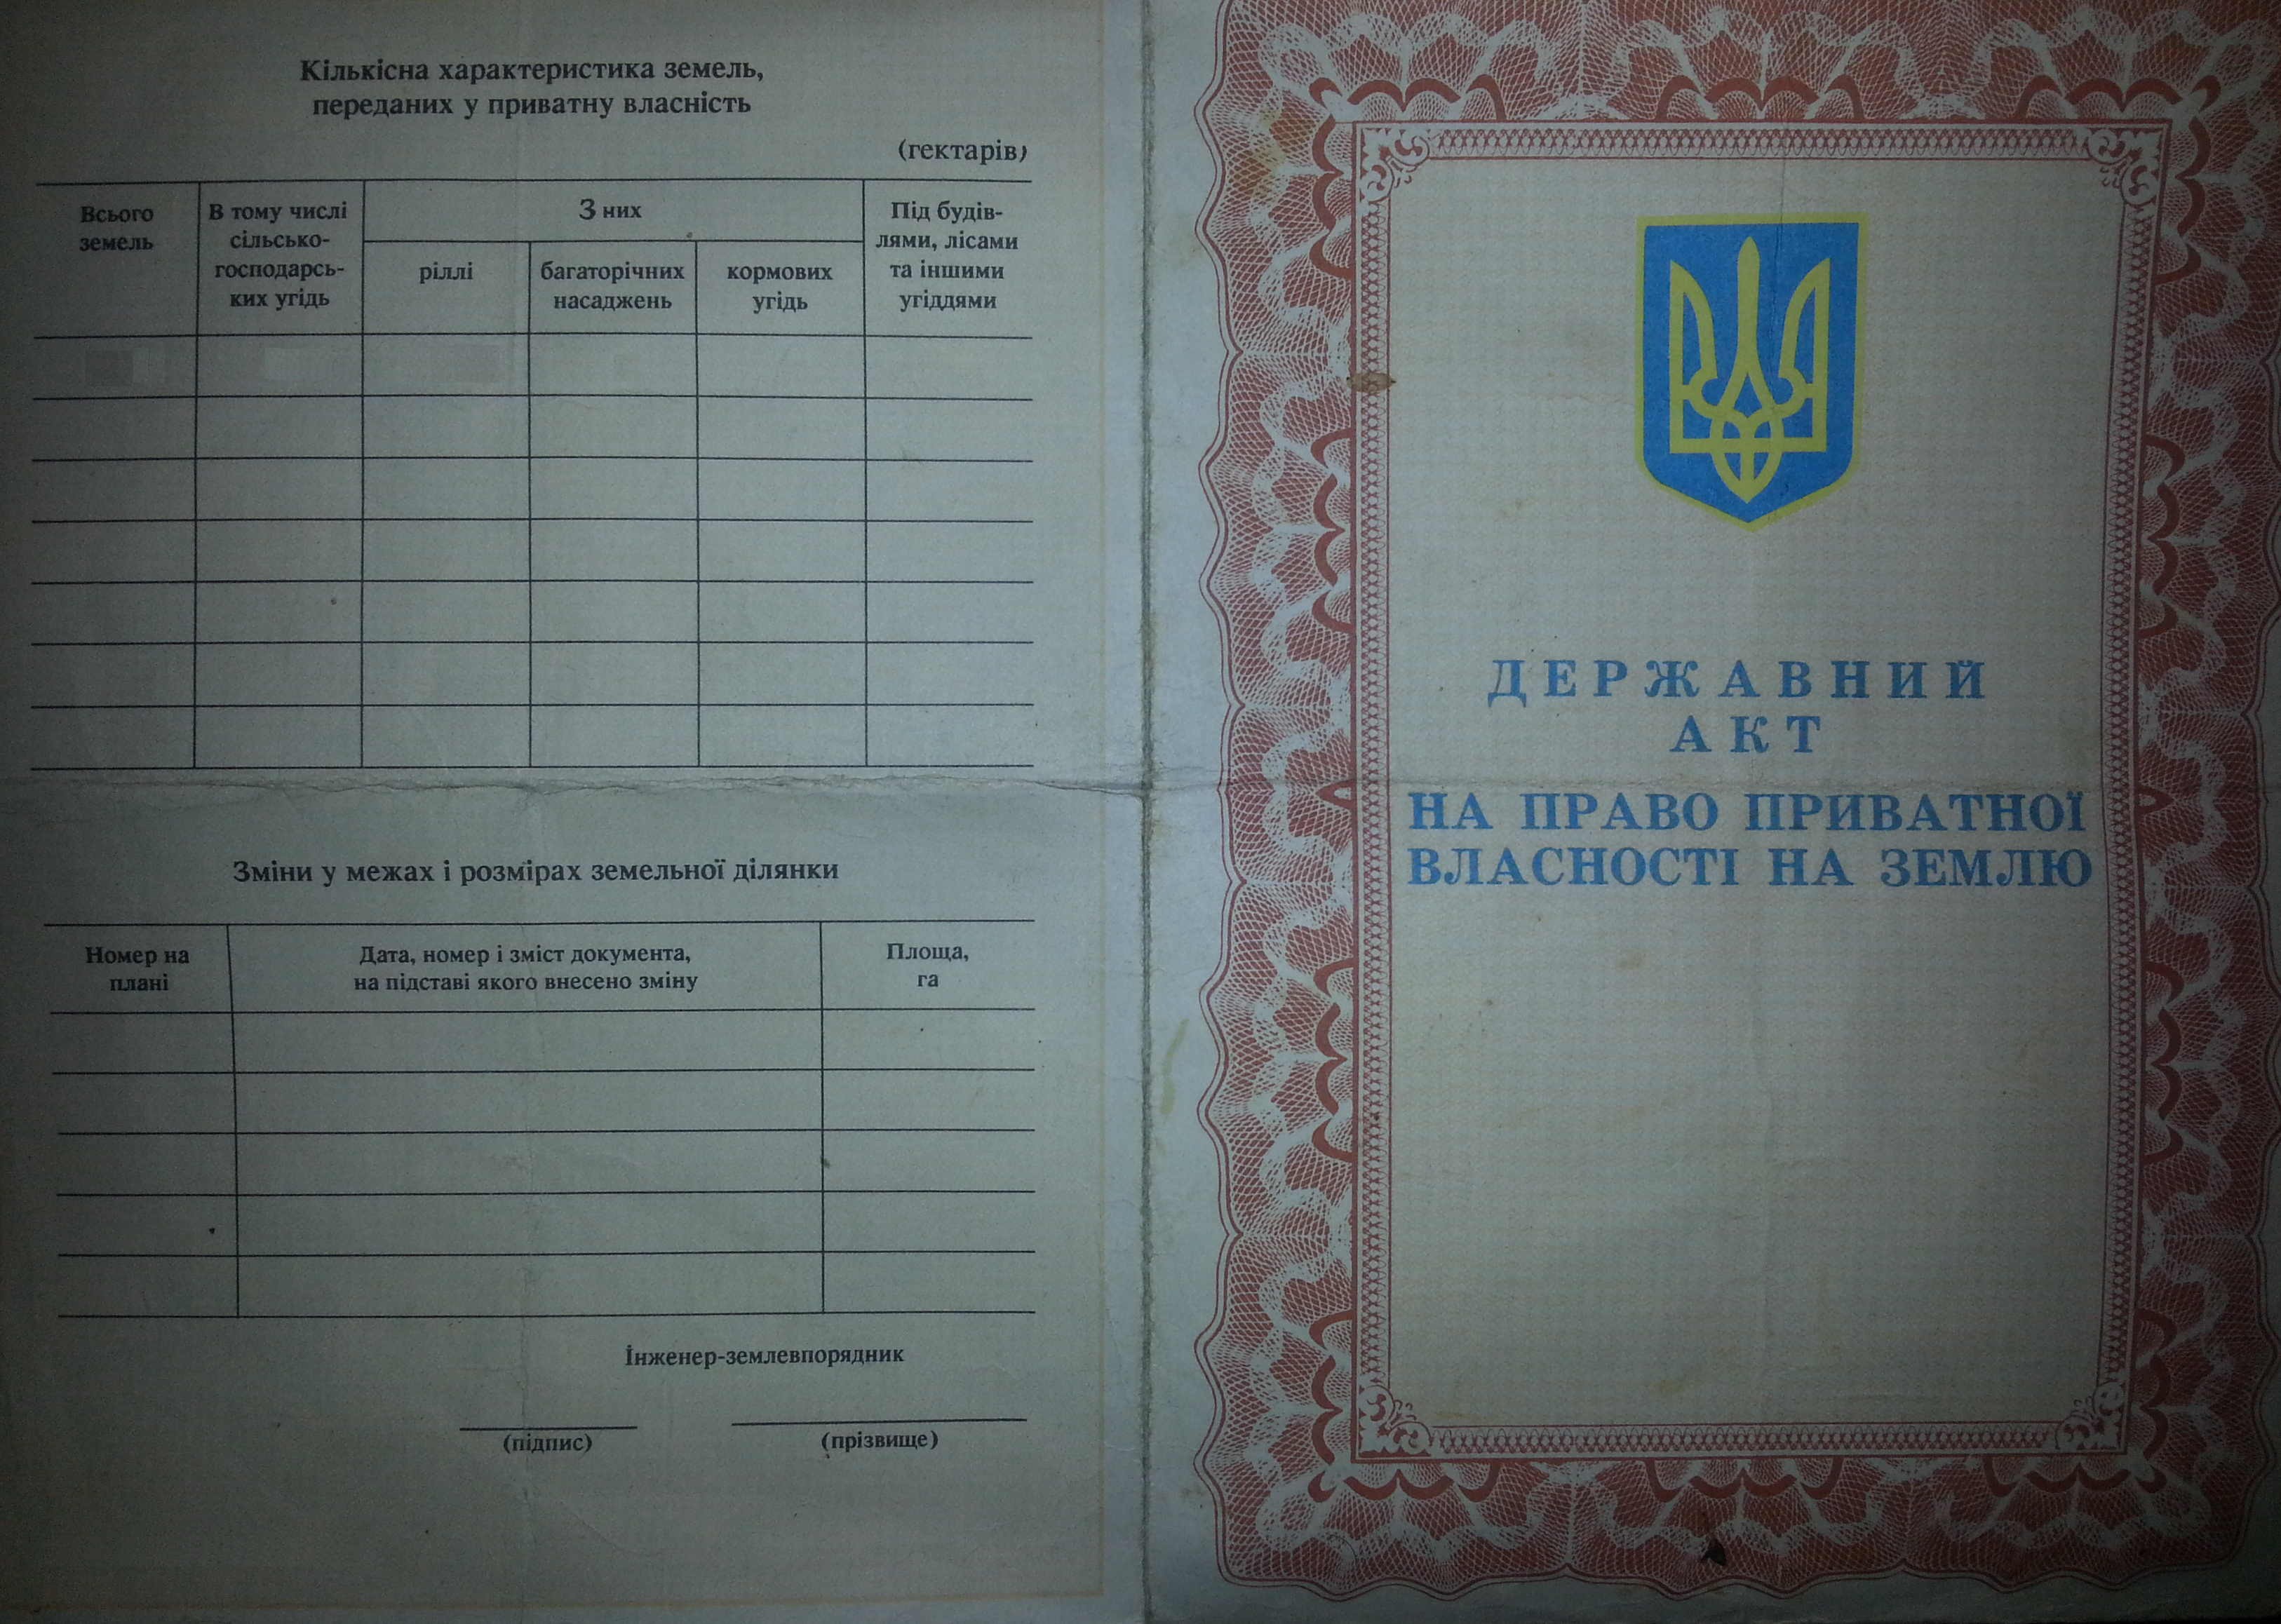 Кількісна характеристика земель,
переданих у приватну власність
(гектарів)
Всього
земель
В тому числі
сільсько-
господарсь-
ких угідь
З них
ріллі
багаторічних
насаджень
кормових
угідь
Під будів-
лями, лісами
та іншими
угіддями
Зміни у межах і розмірах земельної ділянки
Номер на
плані
Дата, номер і зміст документа,
на підставі якого внесено зміну
Площа,
га
Інженер-землевпорядник
(підпис)
(прізвище)
ДЕРЖАВНИЙ
АКТ
НА ПРАВО ПРИВАТНОЇ
ВЛАСНОСТІ НА ЗЕМЛЮ